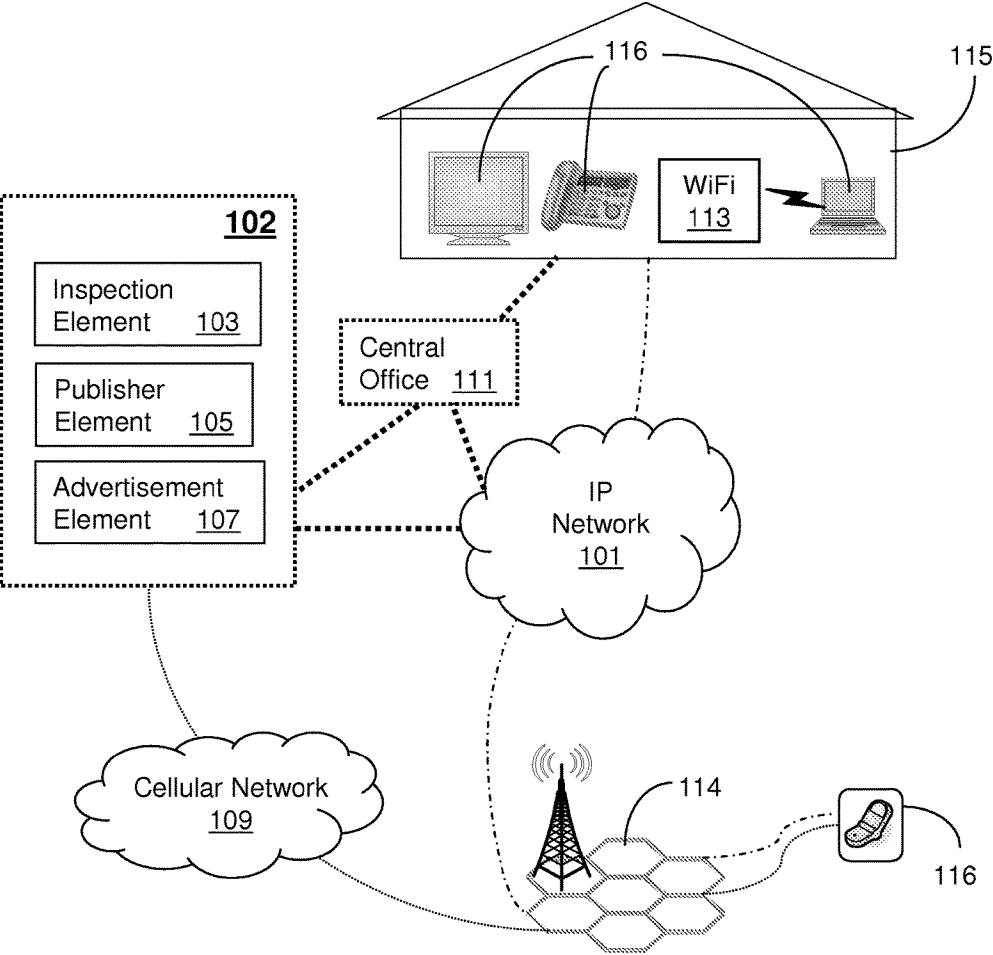 116
115
WiFi
113
102
Inspection
Element 103
Publisher
Element 105
Advertisement
Element 107
Central
Office 111
IP
Network
101
Cellular Network
109
114
116